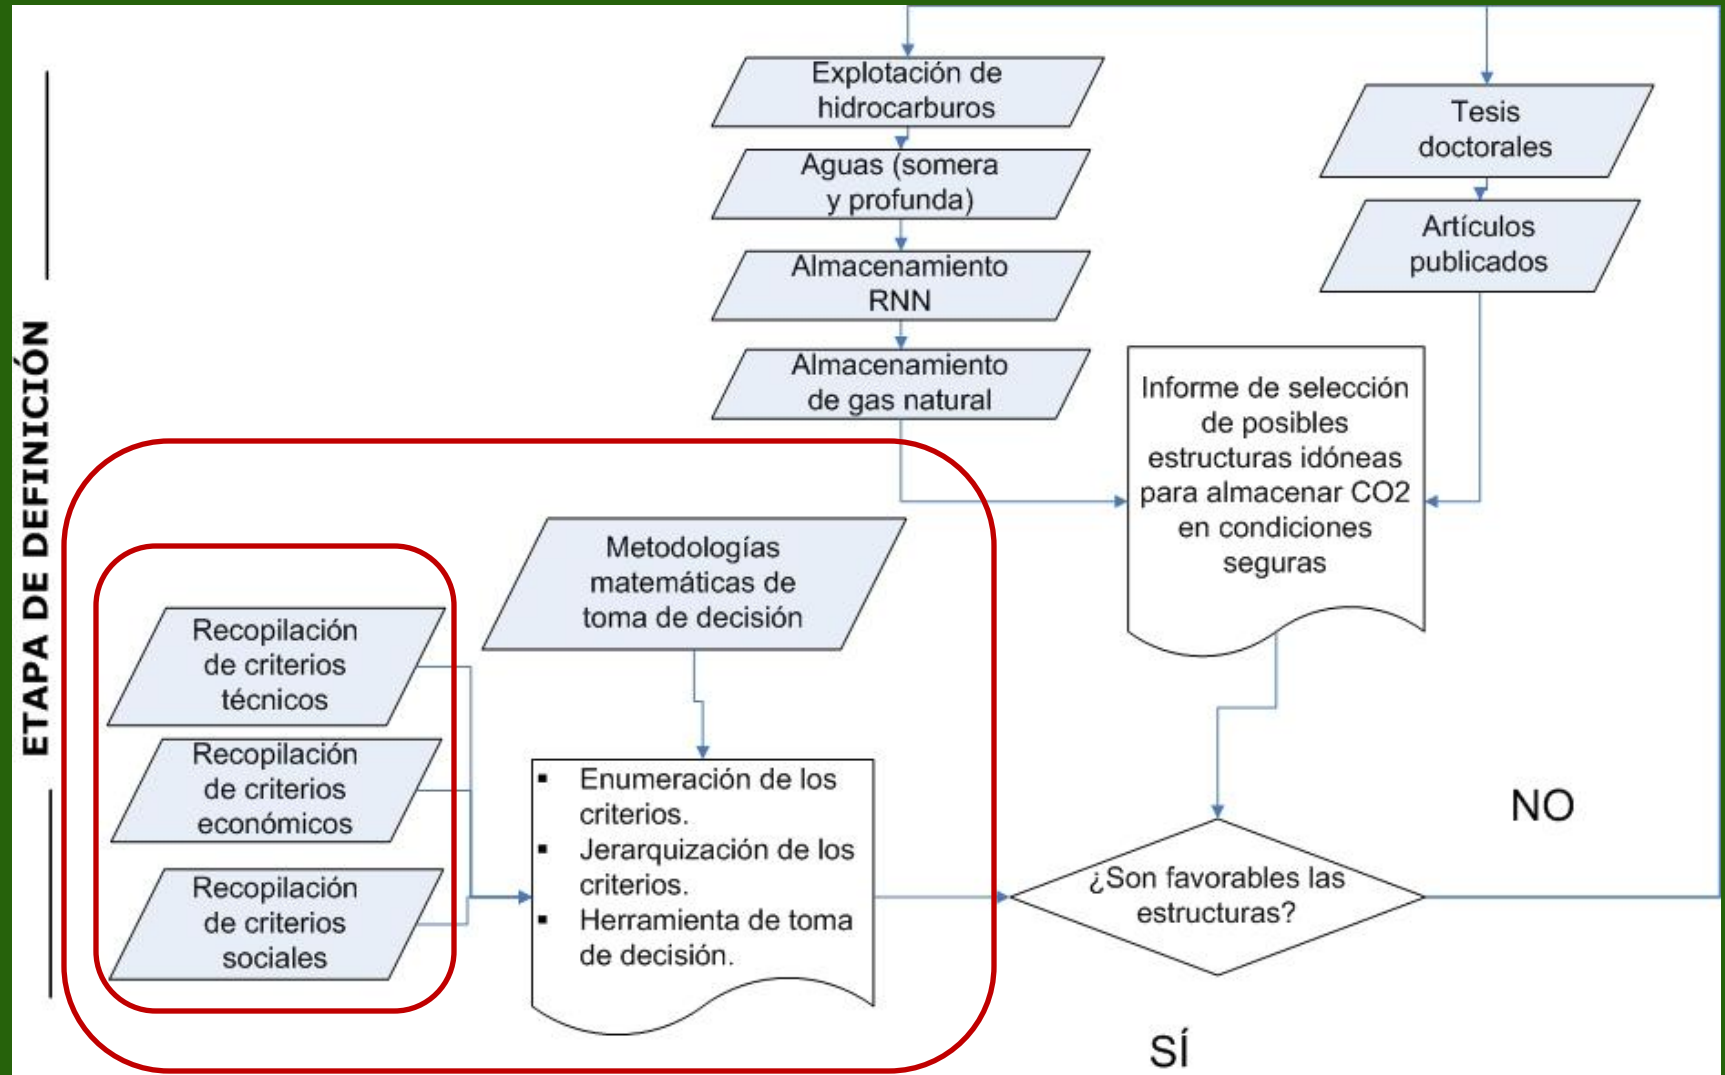 ETAPA DE DEFINICIÓN
Explotación de
hidrocarburos
Aguas (somera
y profunda)
Almacenamiento
RNN
Almacenamiento
de gas natural
Tesis
doctorales
Artículos
publicados
Informe de selección
de posibles
estructuras idóneas
para almacenar CO2
en condiciones
seguras
Metodologías
matemáticas de
toma de decisión
Recopilación
de criterios
técnicos
Recopilación
de criterios
económicos
Recopilación
de criterios
sociales
▪ Enumeración de los
criterios.
▪ Jerarquización de los
criterios.
▪ Herramienta de toma
de decisión.
¿Son favorables las
estructuras?
NO
SÍ